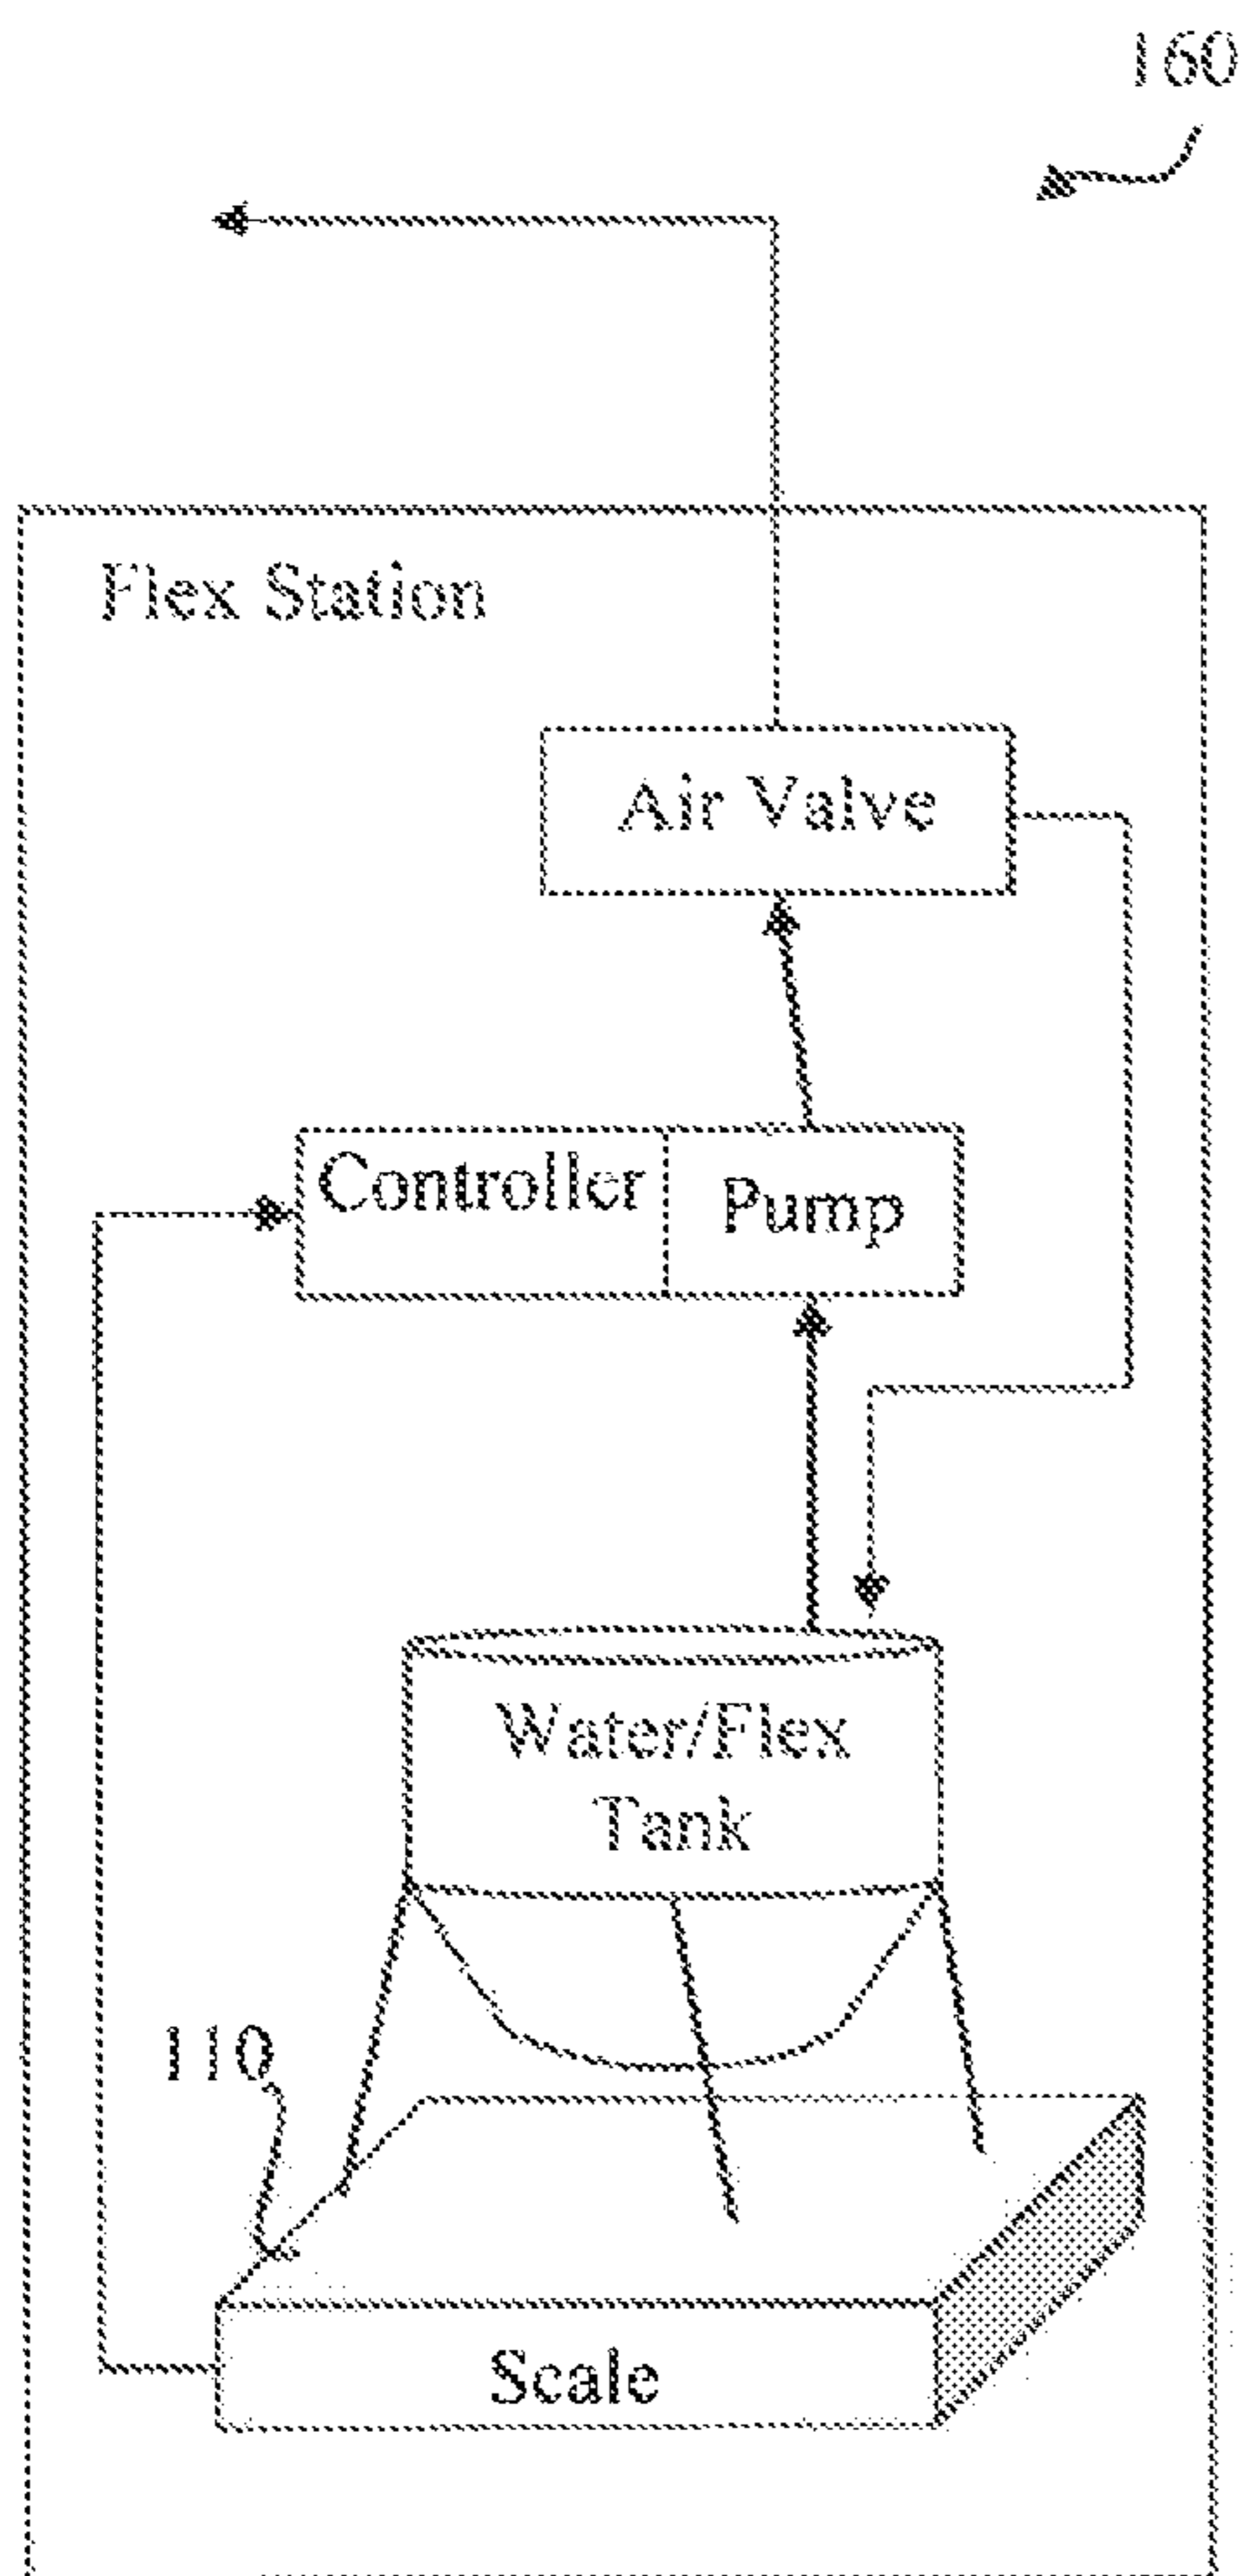 160
Flex Station
Air Valve
Controller
Pump
Water/Flex
Tank
110
Scale